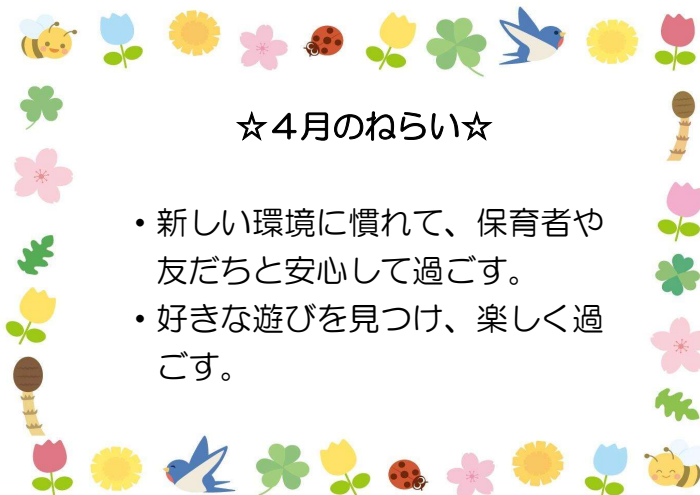 ☆４月のねらい☆
・新しい環境に慣れて、保育者や
友だちと安心して過ごす。
・好きな遊びを見つけ、楽しく過
ごす。